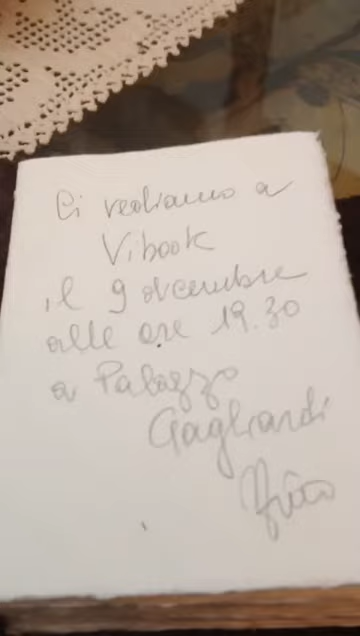 Ci vediamo a
Vibook
il 9 dicembre
alle ore 19.30
a Palazzo
Gagliardi